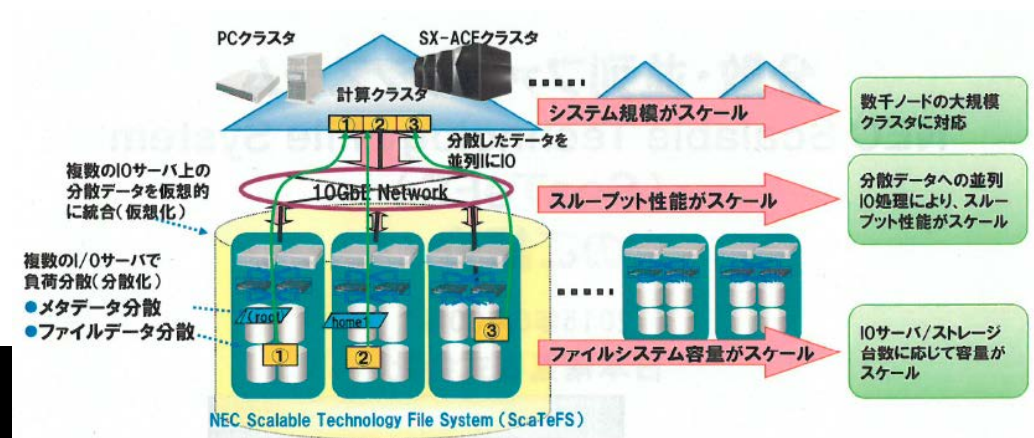 PCクラスタ
SX-ACEクラスタ
計算クラスタ
① ② ③
分散したデータを
並列にIO
システム規模がスケール
数千ノードの大規模
クラスタに対応
複数のIOサーバ上の
分散データを仮想的
に統合(仮想化)
10GbE Network
スループット性能がスケール
分散データへの並列
IO処理により、スルー
プット性能がスケール
複数のI/Oサーバで
負荷分散(分散化)
●メタデータ分散
●ファイルデータ分散
/(root)
home1
①
②
③
ファイルシステム容量がスケール
IOサーバ/ストレージ
台数に応じて容量が
スケール
NEC Scalable Technology File System (ScaTeFS)